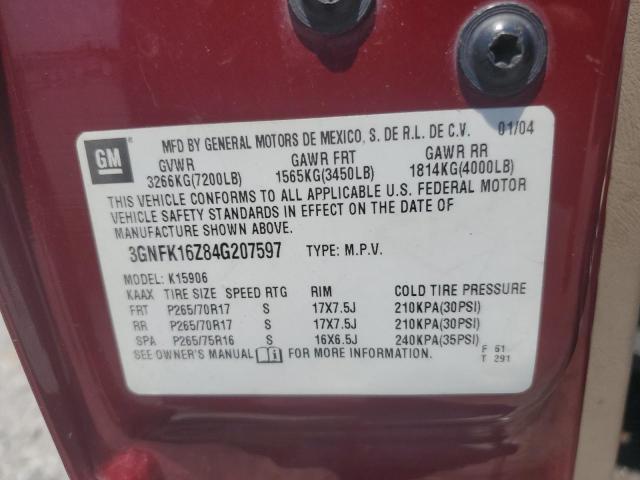 GM
MFD BY GENERAL MOTORS DE MEXICO, S. DE R.L. DE C.V. 01/04
GVWR GAWR FRT GAWR RR
3266KG(7200LB) 1565KG(3450LB) 1814KG(4000LB)
THIS VEHICLE CONFORMS TO ALL APPLICABLE U.S. FEDERAL MOTOR
VEHICLE SAFETY STANDARDS IN EFFECT ON THE DATE OF
MANUFACTURE SHOWN ABOVE.
3GNFK16Z84G207597 TYPE: M.P.V.
MODEL: K15906
KAAX TIRE SIZE SPEED RTG RIM COLD TIRE PRESSURE
FRT P265/70R17 S 17X7.5J 210KPA(30PSI)
RR P265/70R17 S 17X7.5J 210KPA(30PSI)
SPA P265/75R16 S 16X6.5J 240KPA(35PSI)
SEE OWNER'S MANUAL FOR MORE INFORMATION.
F 51
T 291